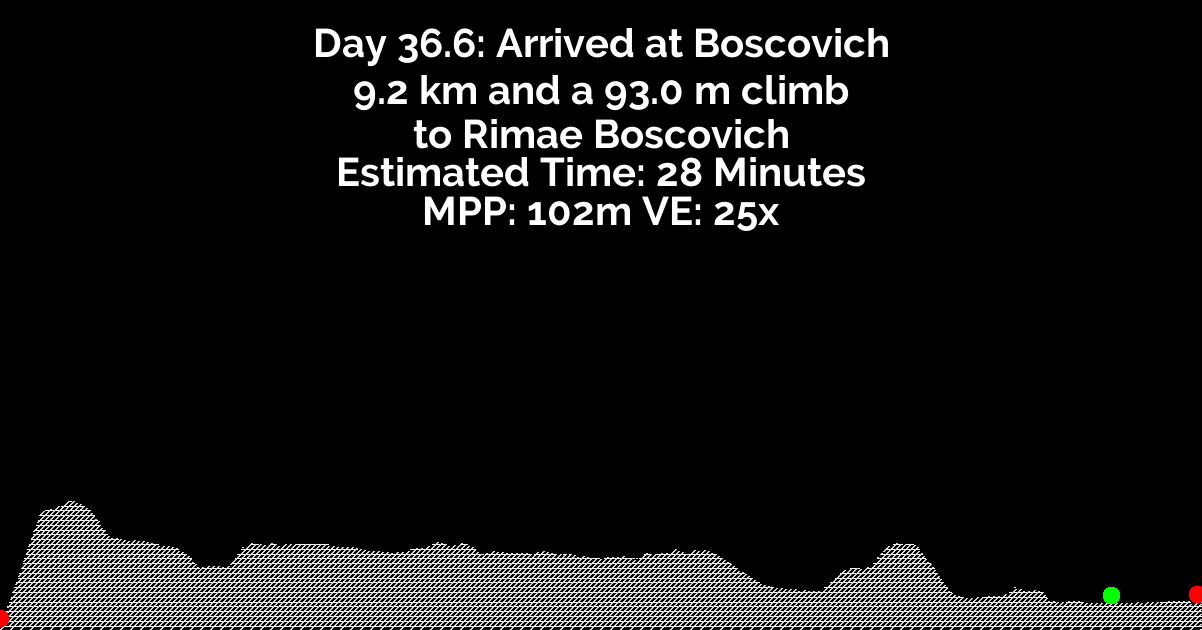 Day 36.6: Arrived at Boscovich
9.2 km and a 93.0 m climb
to Rimae Boscovich
Estimated Time: 28 Minutes
MPP: 102m VE: 25x